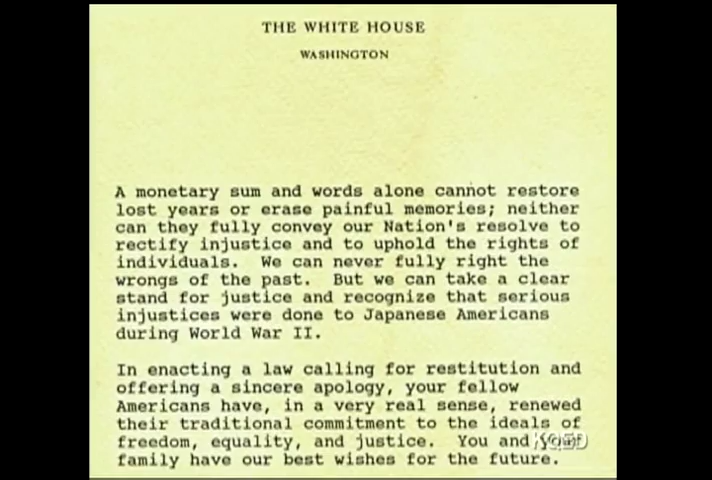 THE WHITE HOUSE
WASHINGTON
A monetary sum and words alone cannot restore
lost years or erase painful memories; neither
can they fully convey our Nation's resolve to
rectify injustice and to uphold the rights of
individuals.  We can never fully right the
wrongs of the past.  But we can take a clear
stand for justice and recognize that serious
injustices were done to Japanese Americans
during World War II.
In enacting a law calling for restitution and
offering a sincere apology, your fellow
Americans have, in a very real sense, renewed
their traditional commitment to the ideals of
freedom, equality, and justice.  You and your
family have our best wishes for the future.
KQED